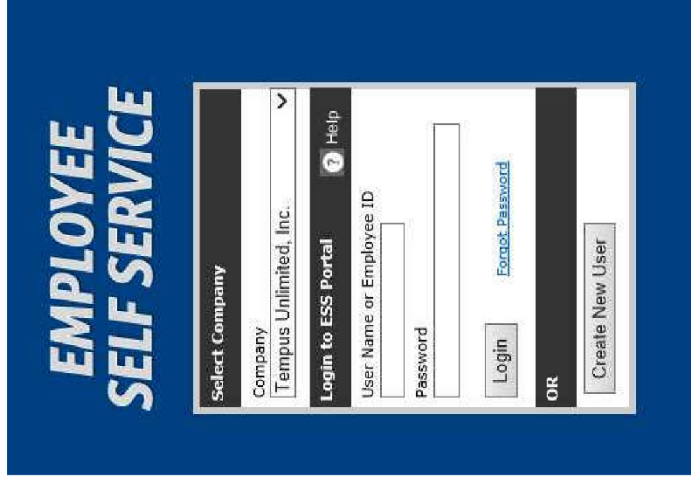 EMPLOYEE
SELF SERVICE
Select Company
Company
Tempus Unlimited, Inc.
Login to ESS Portal ? Help
User Name or Employee ID
Password
Login Forgot Password
OR
Create New User